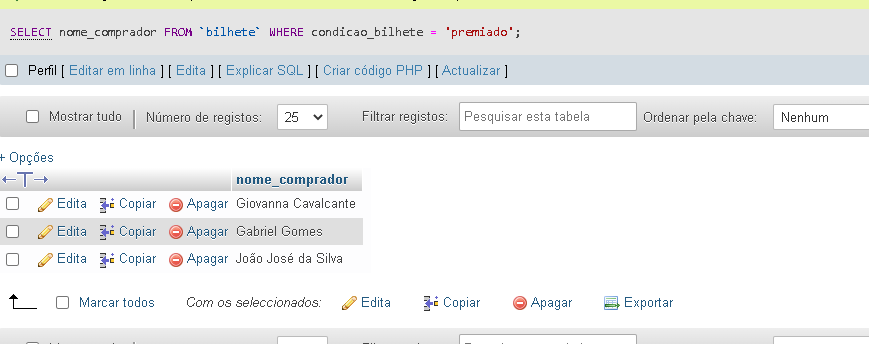 SELECT nome_comprador FROM `bilhete` WHERE condicao_bilhete = 'premiado';
Perfil [ Editar em linha ] [ Edita ] [ Explicar SQL ] [ Criar código PHP ] [ Actualizar ]
Mostrar tudo Número de registos: 25 Filtrar registos: Pesquisar esta tabela Ordenar pela chave: Nenhum
+ Opções
←T→ nome_comprador
Edita Copiar Apagar Giovanna Cavalcante
Edita Copiar Apagar Gabriel Gomes
Edita Copiar Apagar João José da Silva
Marcar todos Com os seleccionados: Edita Copiar Apagar Exportar